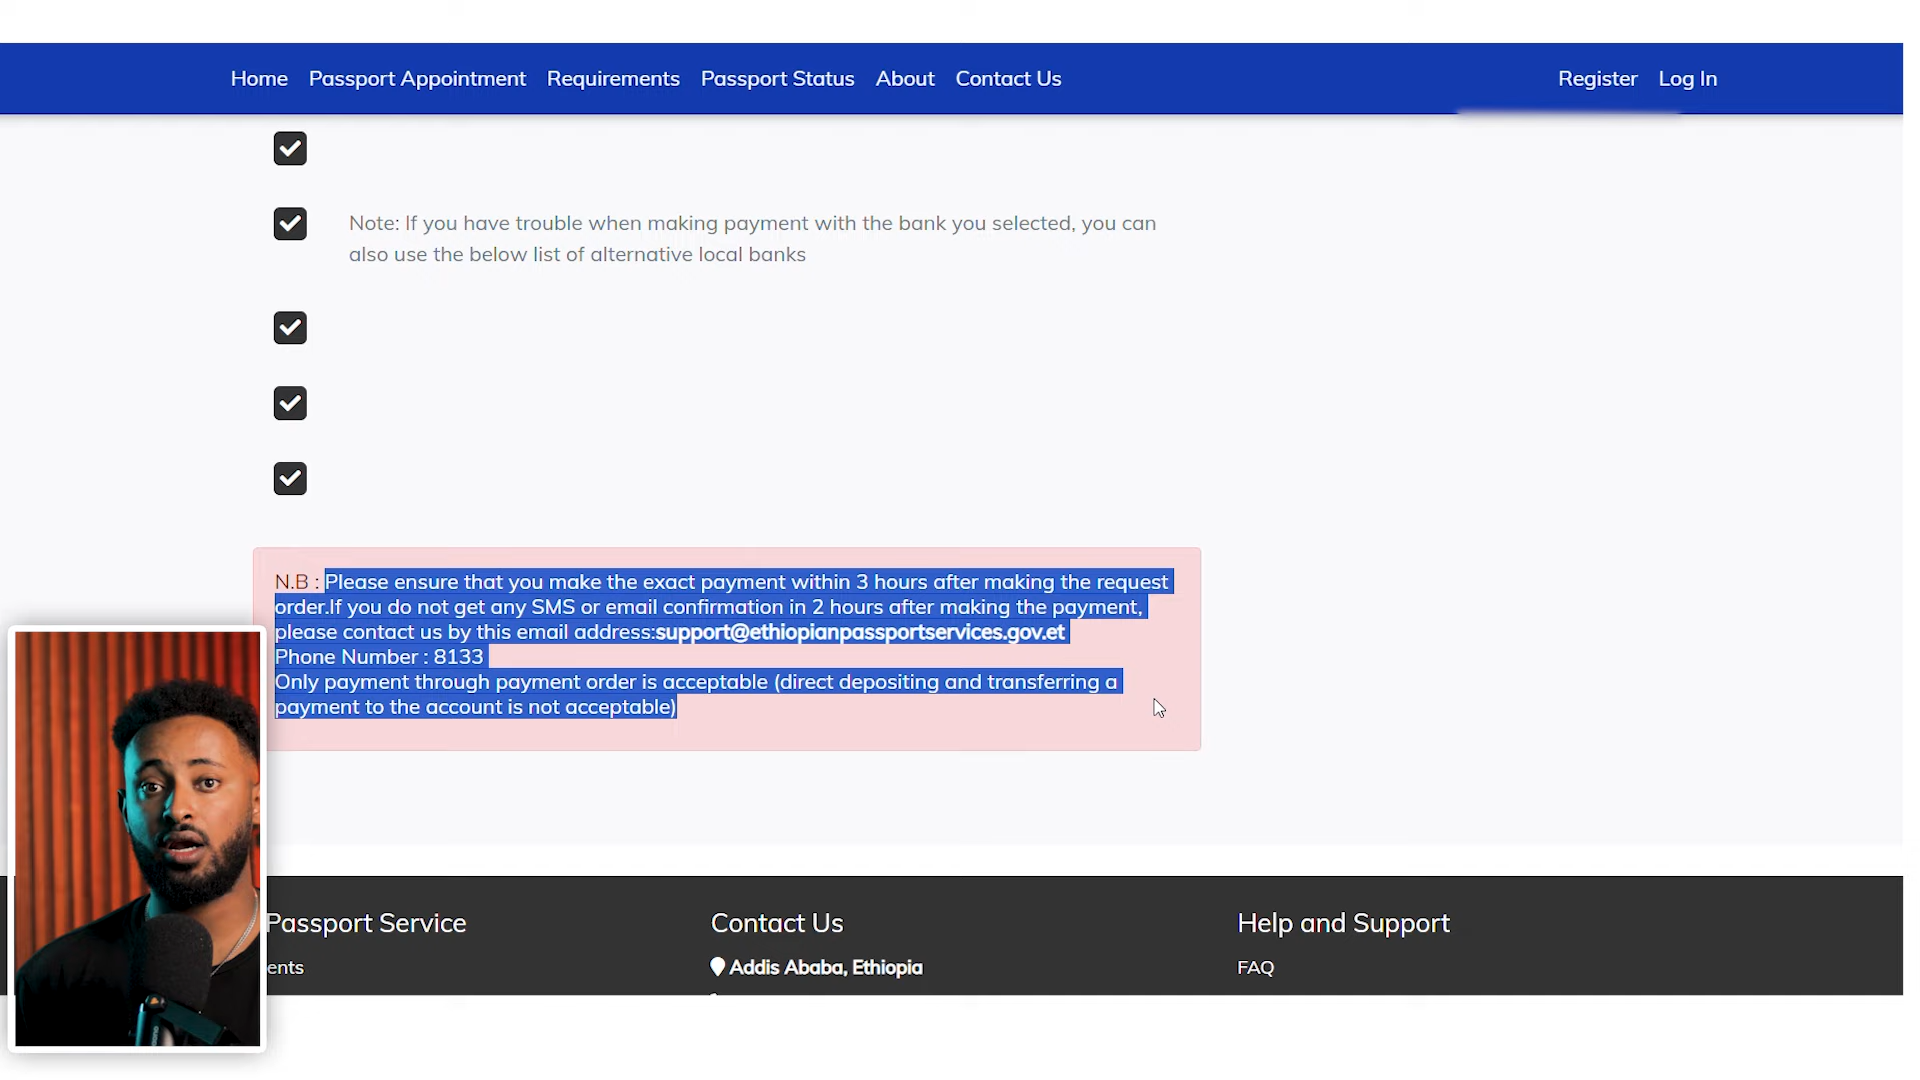 Home Passport Appointment Requirements Passport Status About Contact Us Register Log In
Note: If you have trouble when making payment with the bank you selected, you can
also use the below list of alternative local banks
N.B : Please ensure that you make the exact payment within 3 hours after making the request
order.If you do not get any SMS or email confirmation in 2 hours after making the payment,
please contact us by this email address:support@ethiopianpassportservices.gov.et
Phone Number : 8133
Only payment through payment order is acceptable (direct depositing and transferring a
payment to the account is not acceptable)
Passport Service Contact Us Help and Support
ents Addis Ababa, Ethiopia FAQ